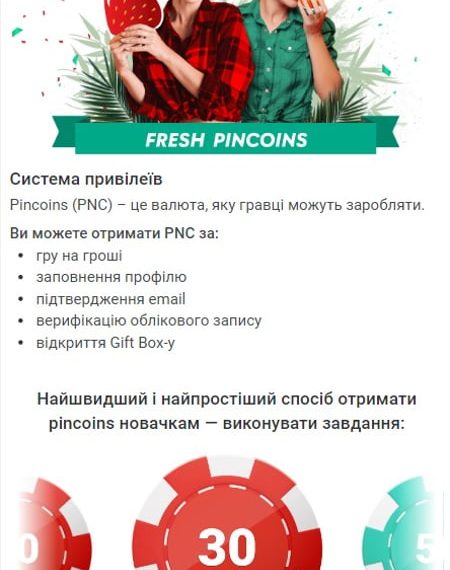 FRESH PINCOINS
Система привілеїв
Pincoins (PNC) – це валюта, яку гравці можуть заробляти.
Ви можете отримати PNC за:
• гру на гроші
• заповнення профілю
• підтвердження email
• верифікацію облікового запису
• відкриття Gift Box-у
Найшвидший і найпростіший спосіб отримати
pincoins новачкам — виконувати завдання:
0 30 5